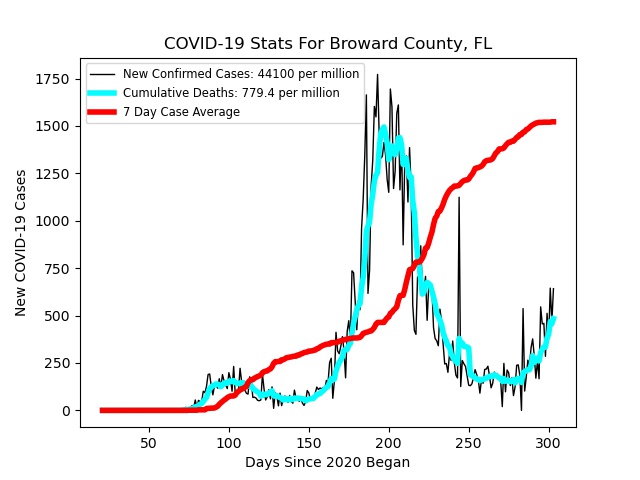 COVID-19 Stats For Broward County, FL
New Confirmed Cases: 44100 per million
Cumulative Deaths: 779.4 per million
7 Day Case Average
New COVID-19 Cases
1750
1500
1250
1000
750
500
250
0
50 100 150 200 250 300
Days Since 2020 Began